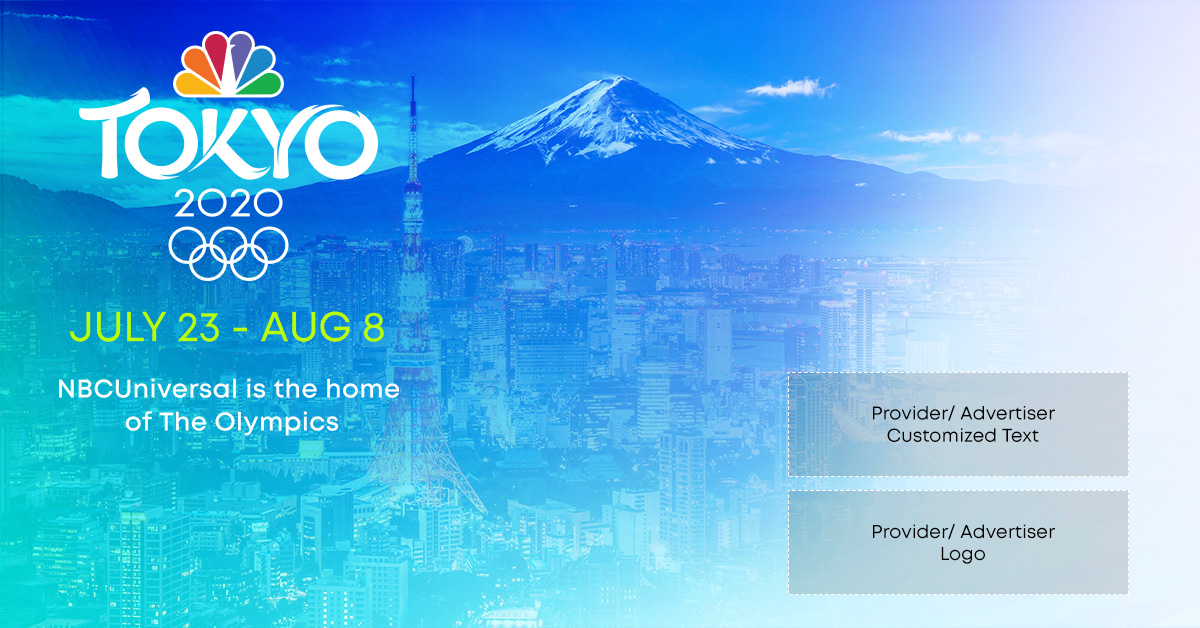 TOKYO
2020
JULY 23 - AUG 8
NBCUniversal is the home
of The Olympics
Provider/ Advertiser
Customized Text
Provider/ Advertiser
Logo